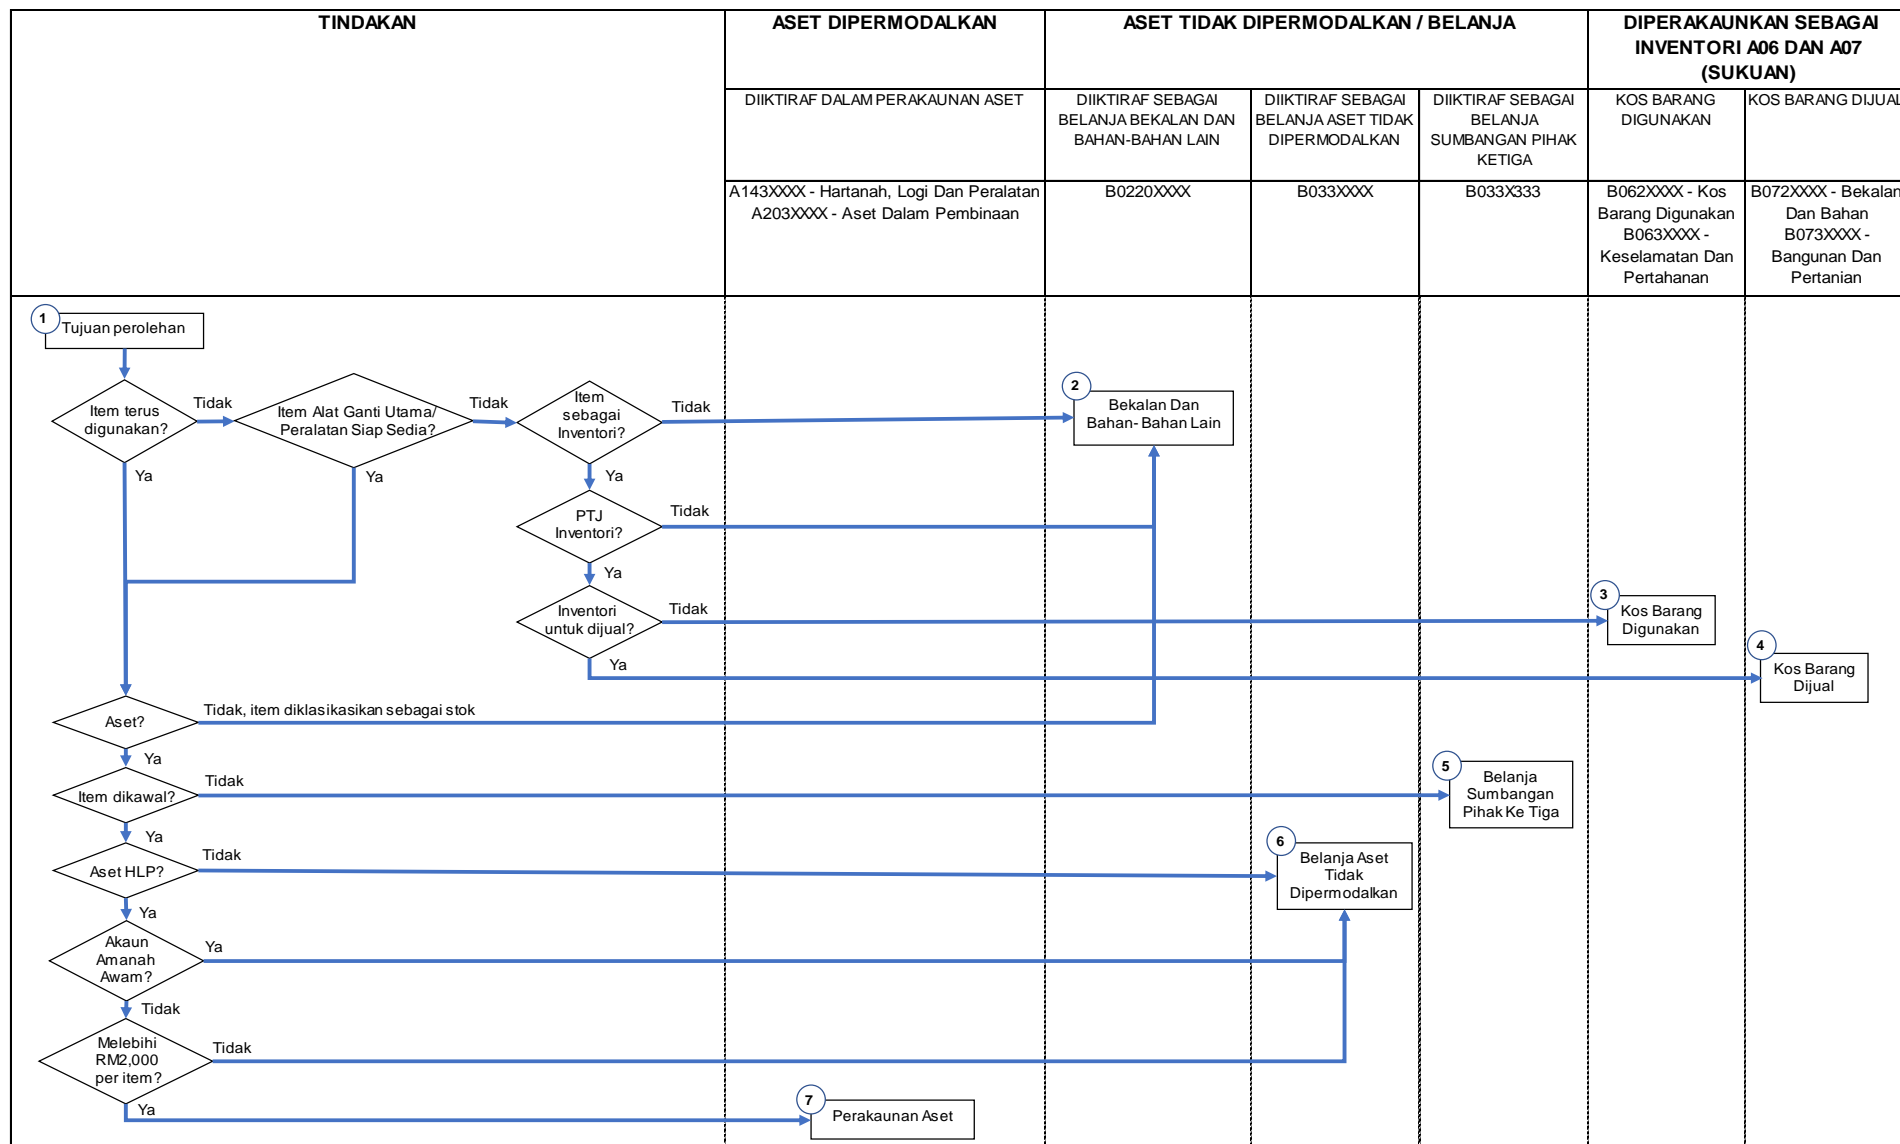 TINDAKAN
ASET DIPERMODALKAN
ASET TIDAK DIPERMODALKAN / BELANJA
DIPERAKAUNKAN SEBAGAI
INVENTORI A06 DAN A07
(SUKUAN)
DIIKTIRAF DALAM PERAKAUNAN ASET
DIIKTIRAF SEBAGAI
BELANJA BEKALAN DAN
BAHAN-BAHAN LAIN
DIIKTIRAF SEBAGAI
BELANJA ASET TIDAK
DIPERMODALKAN
DIIKTIRAF SEBAGAI
BELANJA
SUMBANGAN PIHAK
KETIGA
KOS BARANG
DIGUNAKAN
KOS BARANG DIJUAL
A143XXXX - Hartanah, Logi Dan Peralatan
A203XXXX - Aset Dalam Pembinaan
B0220XXXX
B033XXXX
B033X333
B062XXXX - Kos
Barang Digunakan
B063XXXX -
Keselamatan Dan
Pertahanan
B072XXXX - Bekalan
Dan Bahan
B073XXXX -
Bangunan Dan
Pertanian
1
Tujuan perolehan
Item terus
digunakan?
Tidak
Ya
Item Alat Ganti Utama/
Peralatan Siap Sedia?
Tidak
Ya
Item
sebagai
Inventori?
Tidak
Ya
2
Bekalan Dan
Bahan- Bahan Lain
PTJ
Inventori?
Tidak
Ya
Inventori
untuk dijual?
Tidak
Ya
3
Kos Barang
Digunakan
4
Kos Barang
Dijual
Aset?
Tidak, item diklasikasikan sebagai stok
Ya
Item dikawal?
Tidak
Ya
5
Belanja
Sumbangan
Pihak Ke Tiga
Aset HLP?
Tidak
Ya
6
Belanja Aset
Tidak
Dipermodalkan
Akaun
Amanah
Awam?
Ya
Tidak
Melebihi
RM2,000
per item?
Tidak
Ya
7
Perakaunan Aset